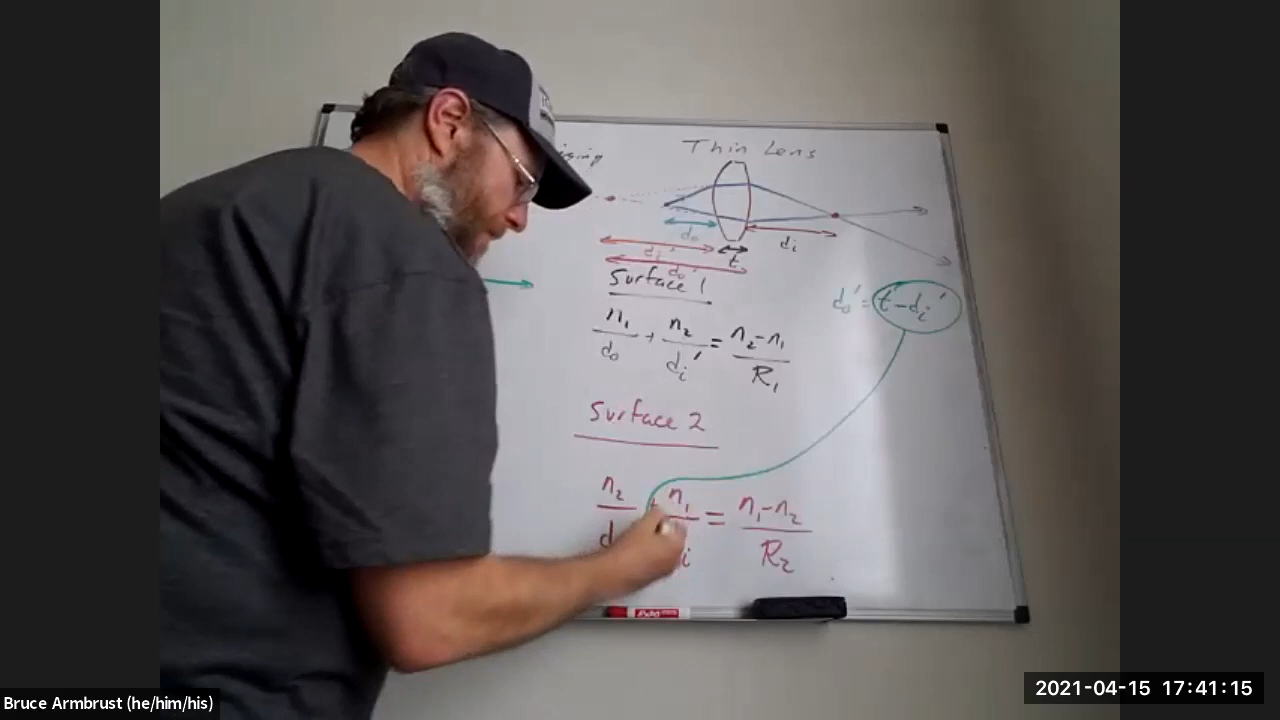 Thin Lens
do
di
di'
t
do'
Surface 1
do' = t - di'
n1/do + n2/di' = n2-n1/R1
Surface 2
n2/d + n1/i = n1-n2/R2
Bruce Armbrust (he/him/his)
2021-04-15 17:41:15